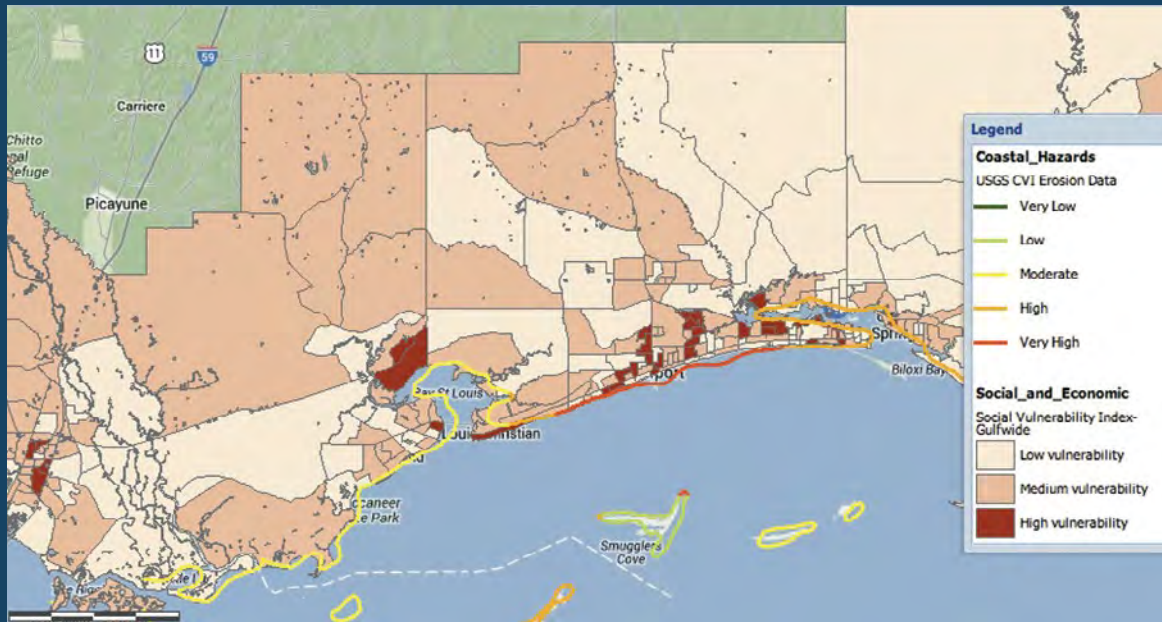 11
59
Carriere
Chitto
Refuge
Picayune
Legend
Coastal_Hazards
USGS CVI Erosion Data
Very Low
Low
Moderate
High
Very High
Biloxi Bay
Bay St Louis
Social_and_Economic
Social Vulnerability Index-
Gulfwide
Low vulnerability
Medium vulnerability
High vulnerability
Park
Smugglers
Cove